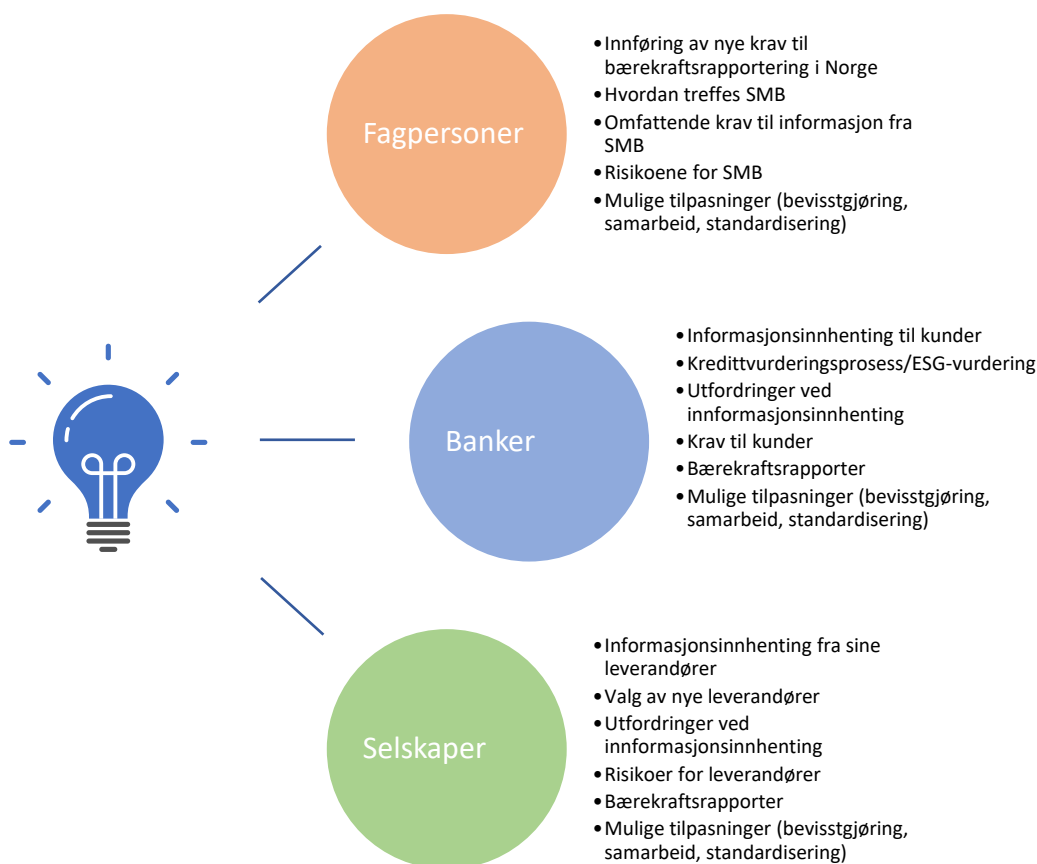 Fagpersoner
•Innføring av nye krav til
bærekraftsrapportering i Norge
•Hvordan treffes SMB
•Omfattende krav til informasjon fra
SMB
•Risikoene for SMB
•Mulige tilpasninger (bevisstgjøring,
samarbeid, standardisering)
Banker
•Informasjonsinnhenting til kunder
•Kredittvurderingsprosess/ESG-vurdering
•Utfordringer ved
innformasjonsinnhenting
•Krav til kunder
•Bærekraftsrapporter
•Mulige tilpasninger (bevisstgjøring,
samarbeid, standardisering)
Selskaper
•Informasjonsinnhenting fra sine
leverandører
•Valg av nye leverandører
•Utfordringer ved
innformasjonsinnhenting
•Risikoer for leverandører
•Bærekraftsrapporter
•Mulige tilpasninger (bevisstgjøring,
samarbeid, standardisering)